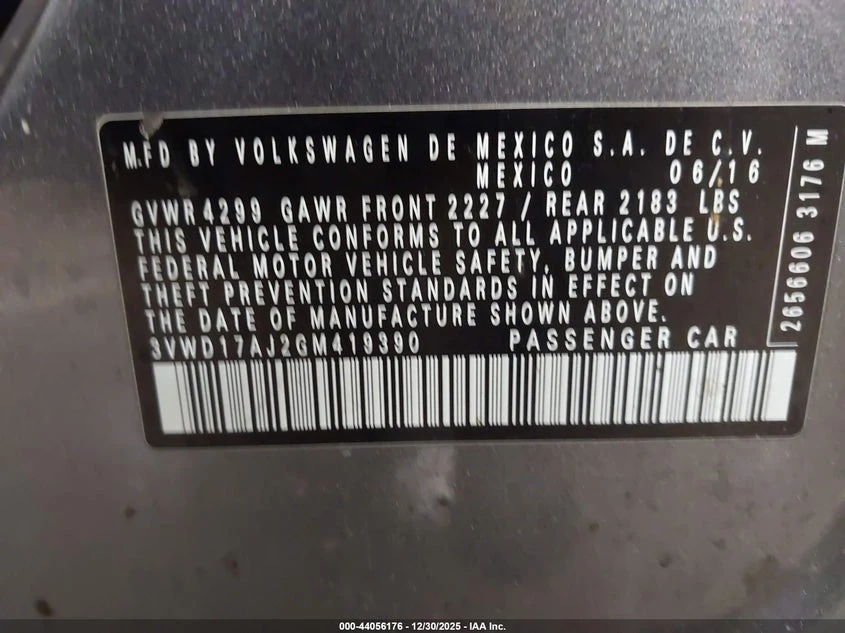 MFD BY VOLKSWAGEN DE MEXICO S.A. DE C.V.
MEXICO 06/16
GVWR 4299 GAWR FRONT 2227 / REAR 2183 LBS
THIS VEHICLE CONFORMS TO ALL APPLICABLE U.S.
FEDERAL MOTOR VEHICLE SAFETY, BUMPER AND
THEFT PREVENTION STANDARDS IN EFFECT ON
THE DATE OF MANUFACTURE SHOWN ABOVE.
3VWD17AJ2GM419390 PASSENGER CAR
2656606 3176 M
000-44056176 - 12/30/2025 - IAA Inc.